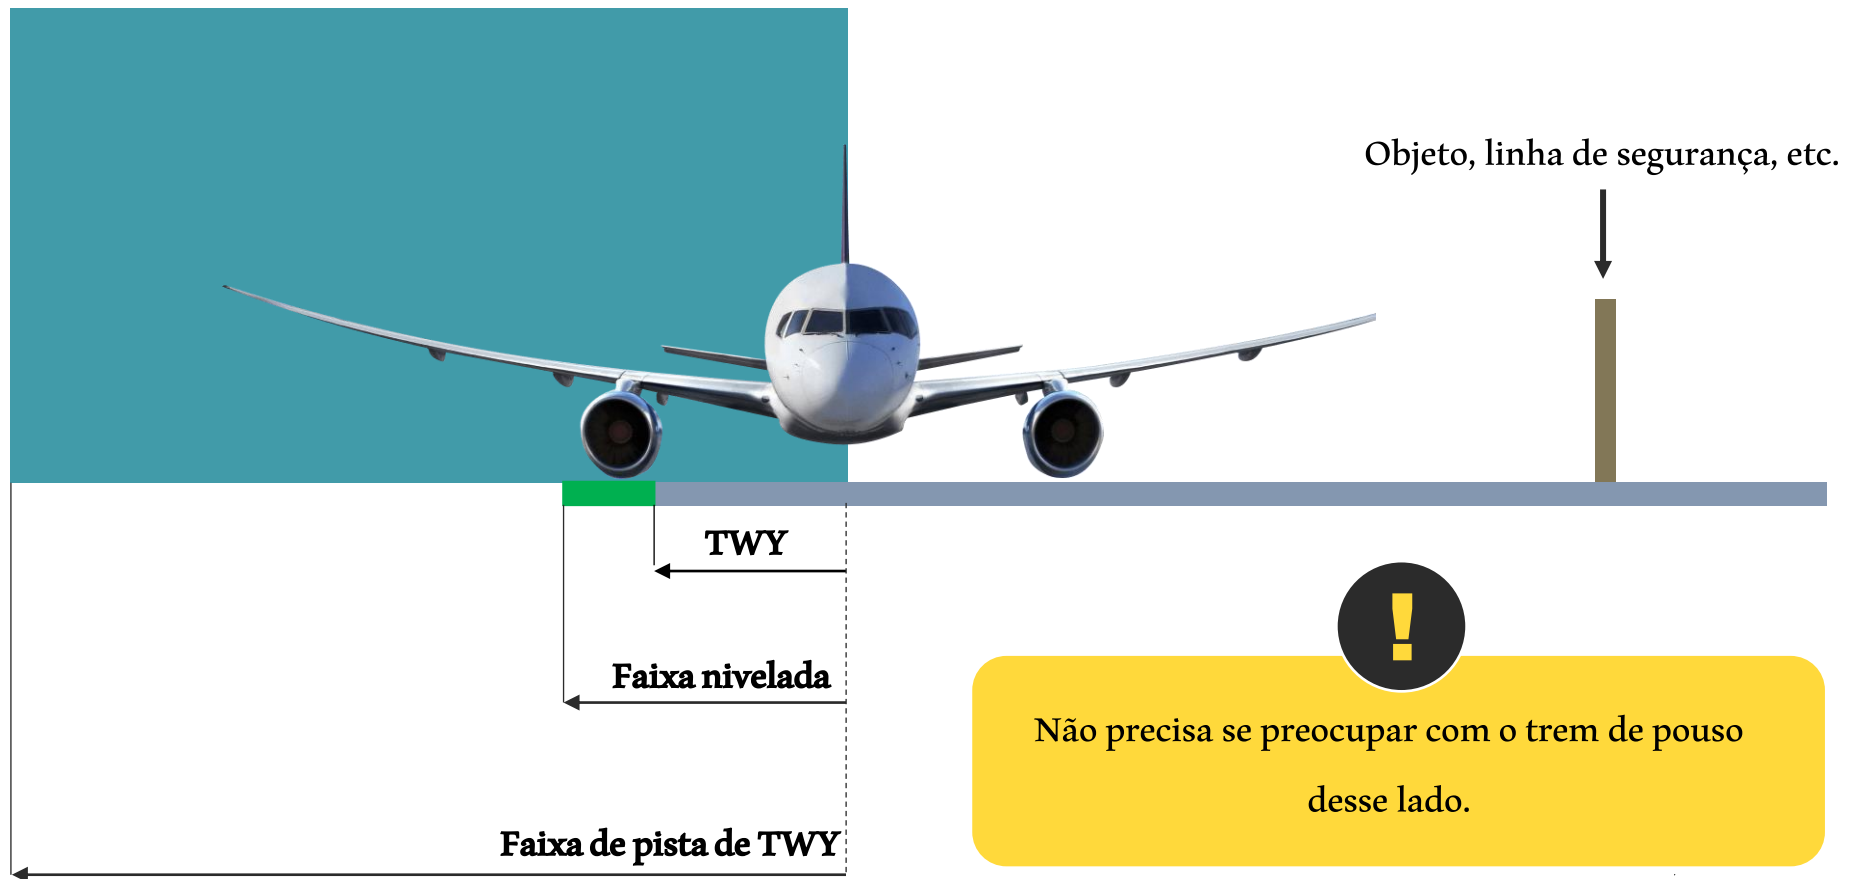 Objeto, linha de segurança, etc.
TWY
!
Faixa nivelada
Não precisa se preocupar com o trem de pouso
desse lado.
Faixa de pista de TWY